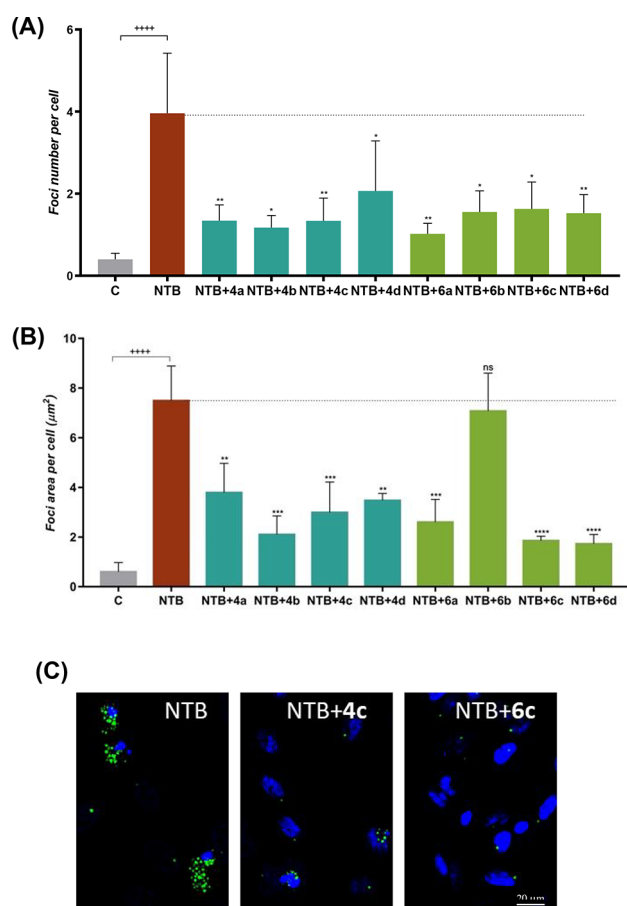 (A)
Foci number per cell
6
4
2
0
++++
**
*
**
*
**
*
*
**
C NTB NTB+4a NTB+4b NTB+4c NTB+4d NTB+6a NTB+6b NTB+6c NTB+6d
(B)
Foci area per cell (μm²)
10
8
6
4
2
0
++++
**
***
***
**
***
ns
****
****
C NTB NTB+4a NTB+4b NTB+4c NTB+4d NTB+6a NTB+6b NTB+6c NTB+6d
(C)
NTB NTB+4c NTB+6c
20 μm